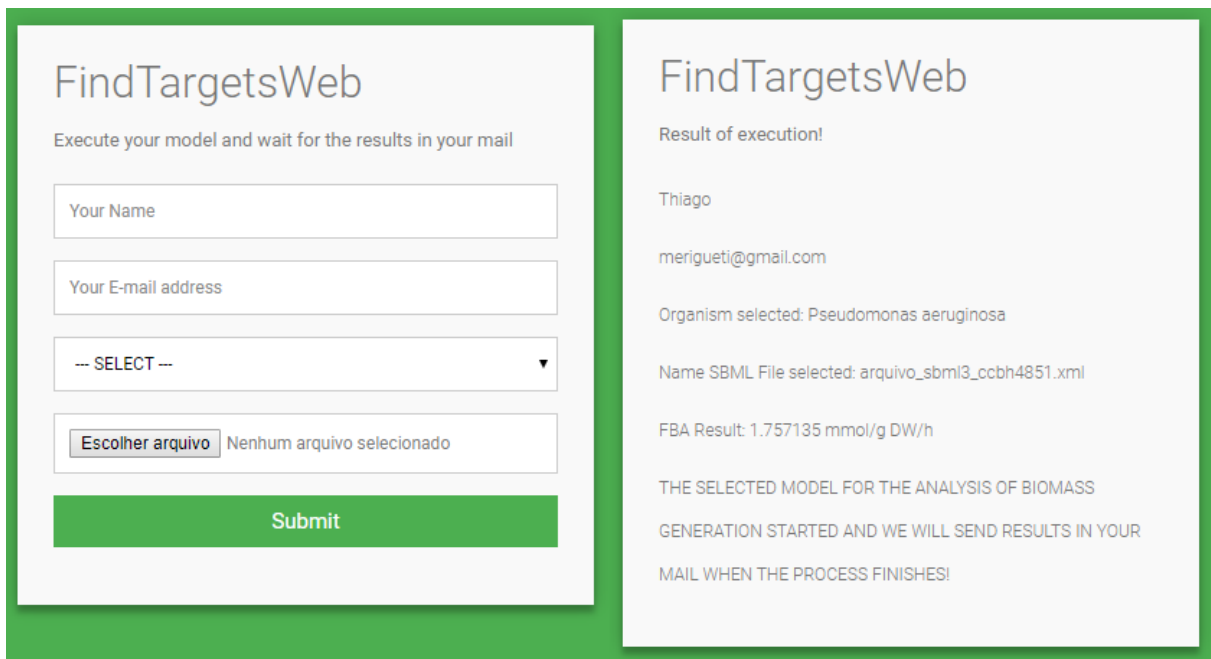 FindTargetsWeb
Execute your model and wait for the results in your mail
Your Name
Your E-mail address
--- SELECT ---
Escolher arquivo Nenhum arquivo selecionado
Submit
FindTargetsWeb
Result of execution!
Thiago
merigueti@gmail.com
Organism selected: Pseudomonas aeruginosa
Name SBML File selected: arquivo_sbml3_ccbh4851.xml
FBA Result: 1.757135 mmol/g DW/h
THE SELECTED MODEL FOR THE ANALYSIS OF BIOMASS
GENERATION STARTED AND WE WILL SEND RESULTS IN YOUR
MAIL WHEN THE PROCESS FINISHES!